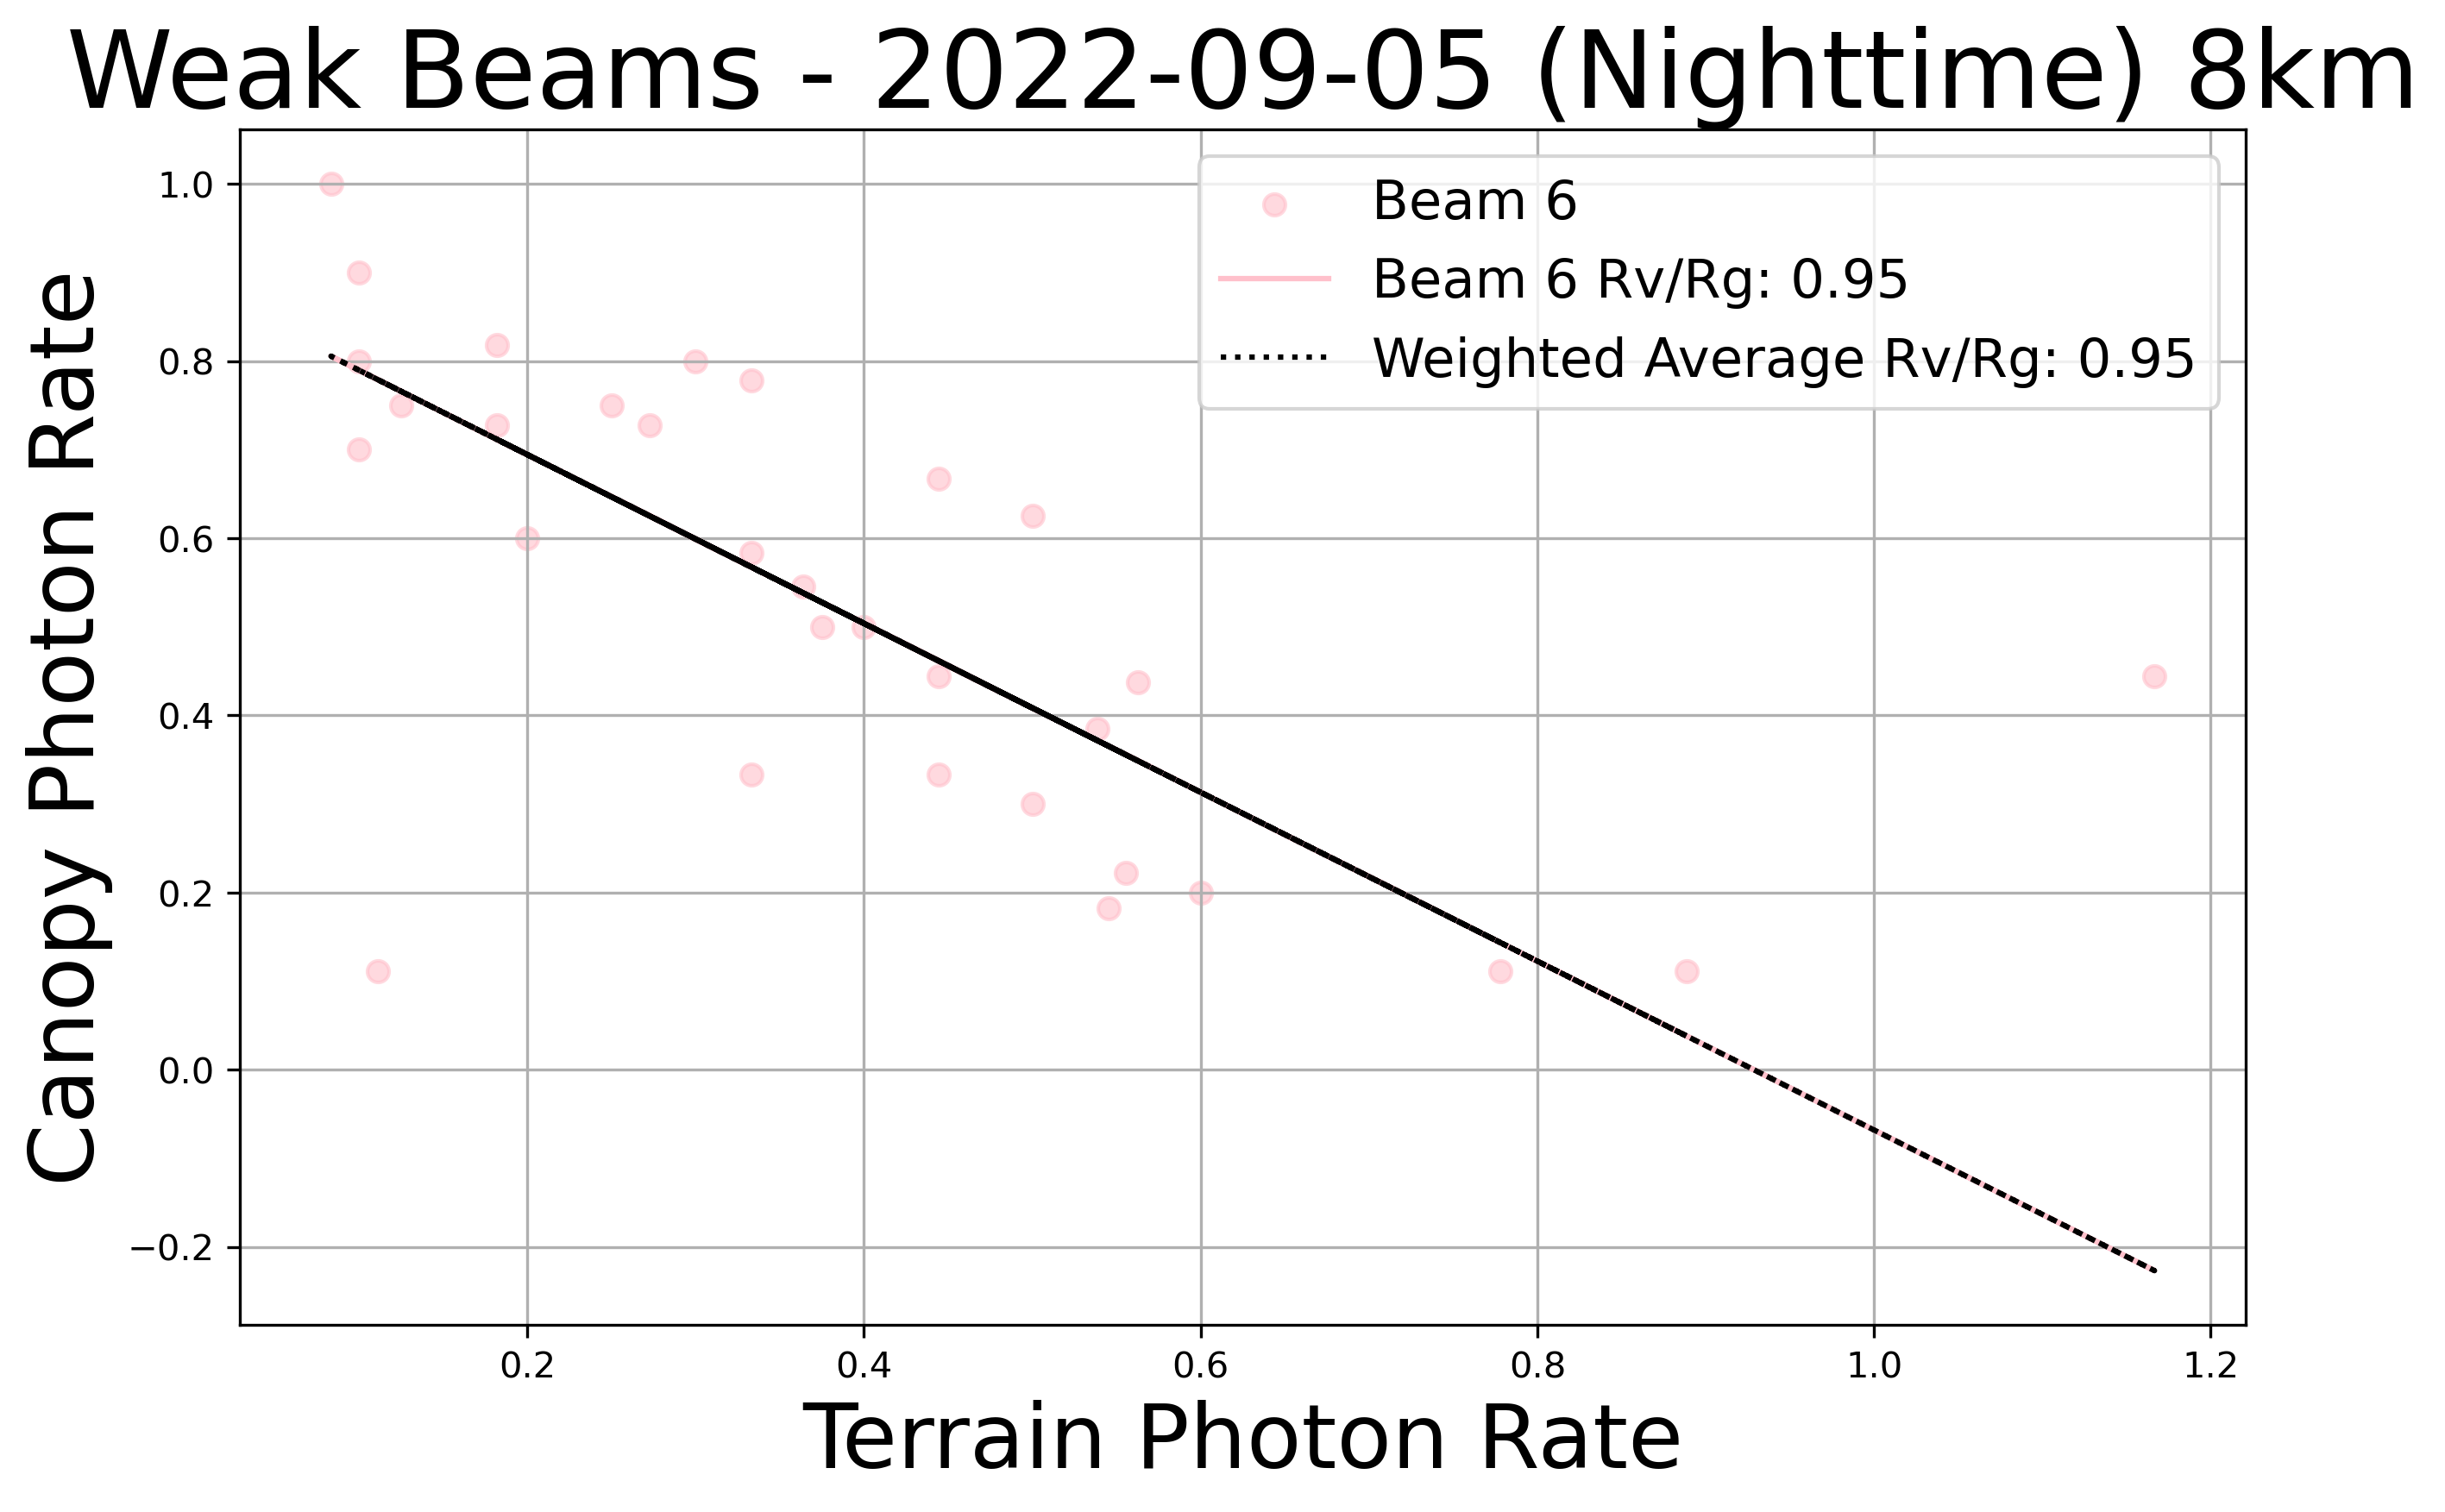 Weak Beams - 2022-09-05 (Nighttime) 8km
Beam 6
Beam 6 Rv/Rg: 0.95
Weighted Average Rv/Rg: 0.95
Canopy Photon Rate
1.0
0.8
0.6
0.4
0.2
0.0
−0.2
0.2 0.4 0.6 0.8 1.0 1.2
Terrain Photon Rate